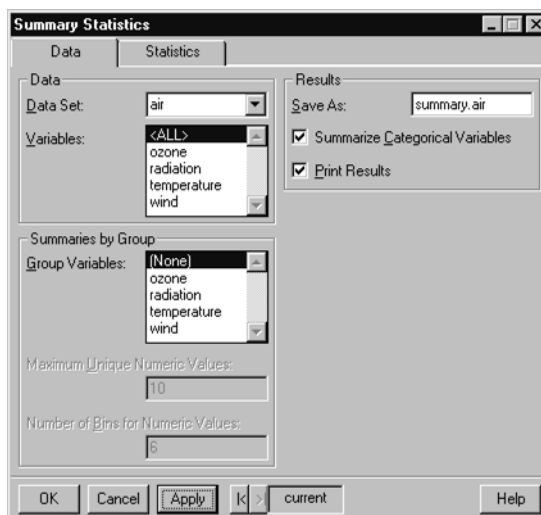 Summary Statistics
Data
Statistics
Data
Data Set:
air
Variables:
<ALL>
ozone
radiation
temperature
wind
Summaries by Group
Group Variables:
(None)
ozone
radiation
temperature
wind
Maximum Unique Numeric Values:
10
Number of Bins for Numeric Values:
6
Results
Save As:
summary.air
Summarize Categorical Variables
Print Results
OK
Cancel
Apply
current
Help